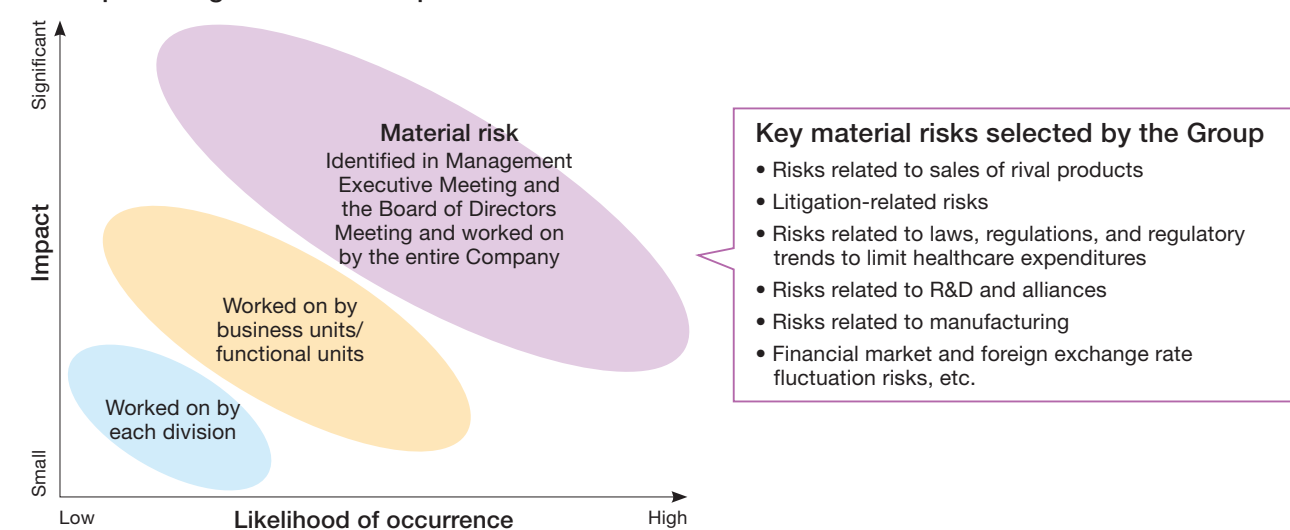 Significant
Impact
Small
Material risk
Identified in Management
Executive Meeting and
the Board of Directors
Meeting and worked on
by the entire Company
Worked on by
business units/
functional units
Worked on by
each division
Low
Likelihood of occurrence
High
Key material risks selected by the Group
• Risks related to sales of rival products
• Litigation-related risks
• Risks related to laws, regulations, and regulatory
trends to limit healthcare expenditures
• Risks related to R&D and alliances
• Risks related to manufacturing
• Financial market and foreign exchange rate
fluctuation risks, etc.